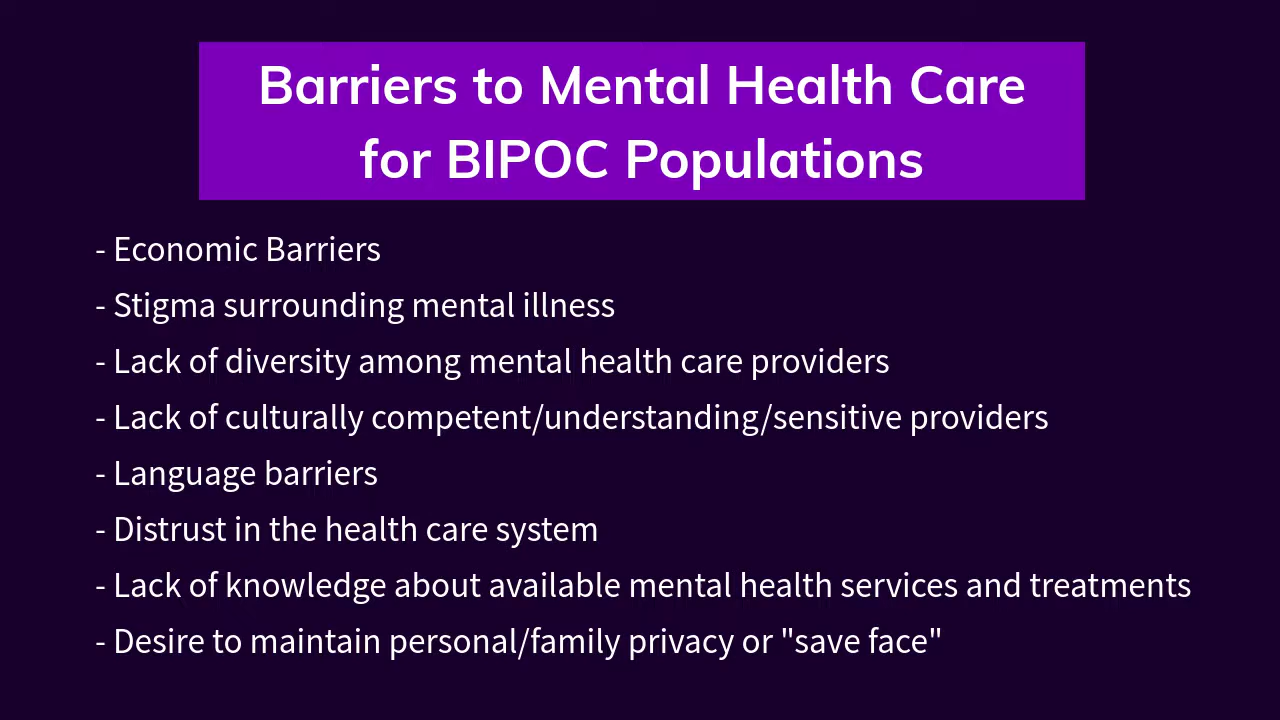 Barriers to Mental Health Care
for BIPOC Populations
- Economic Barriers
- Stigma surrounding mental illness
- Lack of diversity among mental health care providers
- Lack of culturally competent/understanding/sensitive providers
- Language barriers
- Distrust in the health care system
- Lack of knowledge about available mental health services and treatments
- Desire to maintain personal/family privacy or "save face"